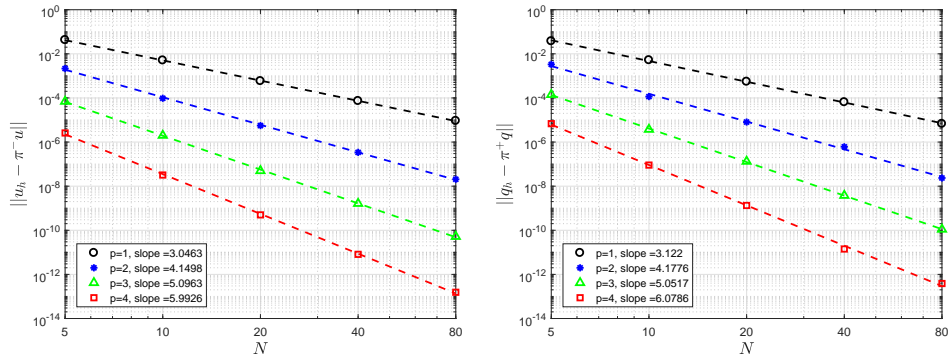 10^0
10^-2
10^-4
10^-6
10^-8
10^-10
10^-12
10^-14
||u_h − π^− u||
p=1, slope =3.0463
p=2, slope =4.1498
p=3, slope =5.0963
p=4, slope =5.9926
5 10 20 40 80
N
10^0
10^-2
10^-4
10^-6
10^-8
10^-10
10^-12
10^-14
||q_h − π^+ q||
p=1, slope =3.122
p=2, slope =4.1776
p=3, slope =5.0517
p=4, slope =6.0786
5 10 20 40 80
N